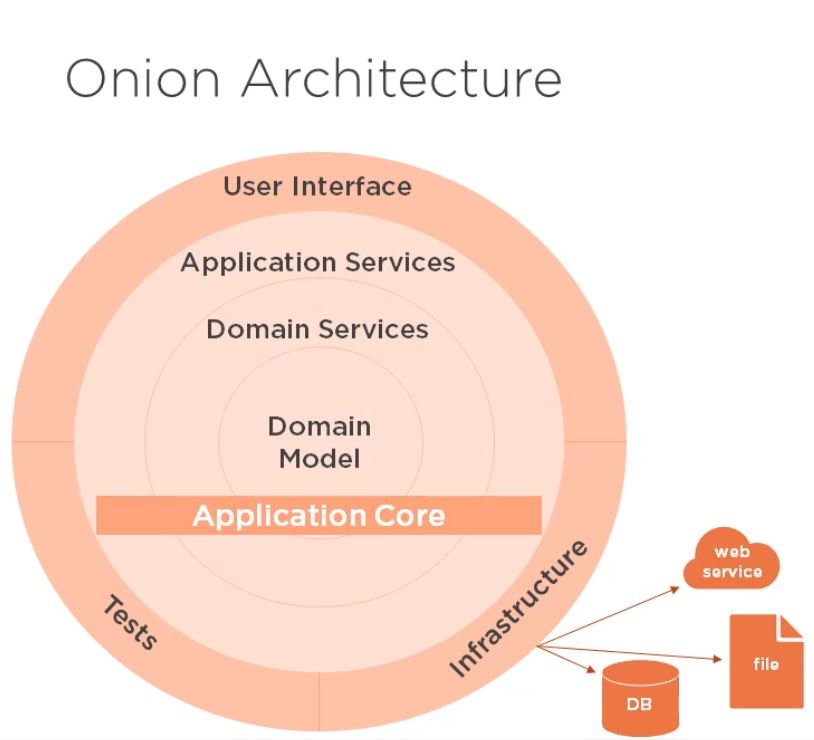 Onion Architecture
User Interface
Application Services
Domain Services
Domain
Model
Application Core
Tests
Infrastructure
web
service
file
DB